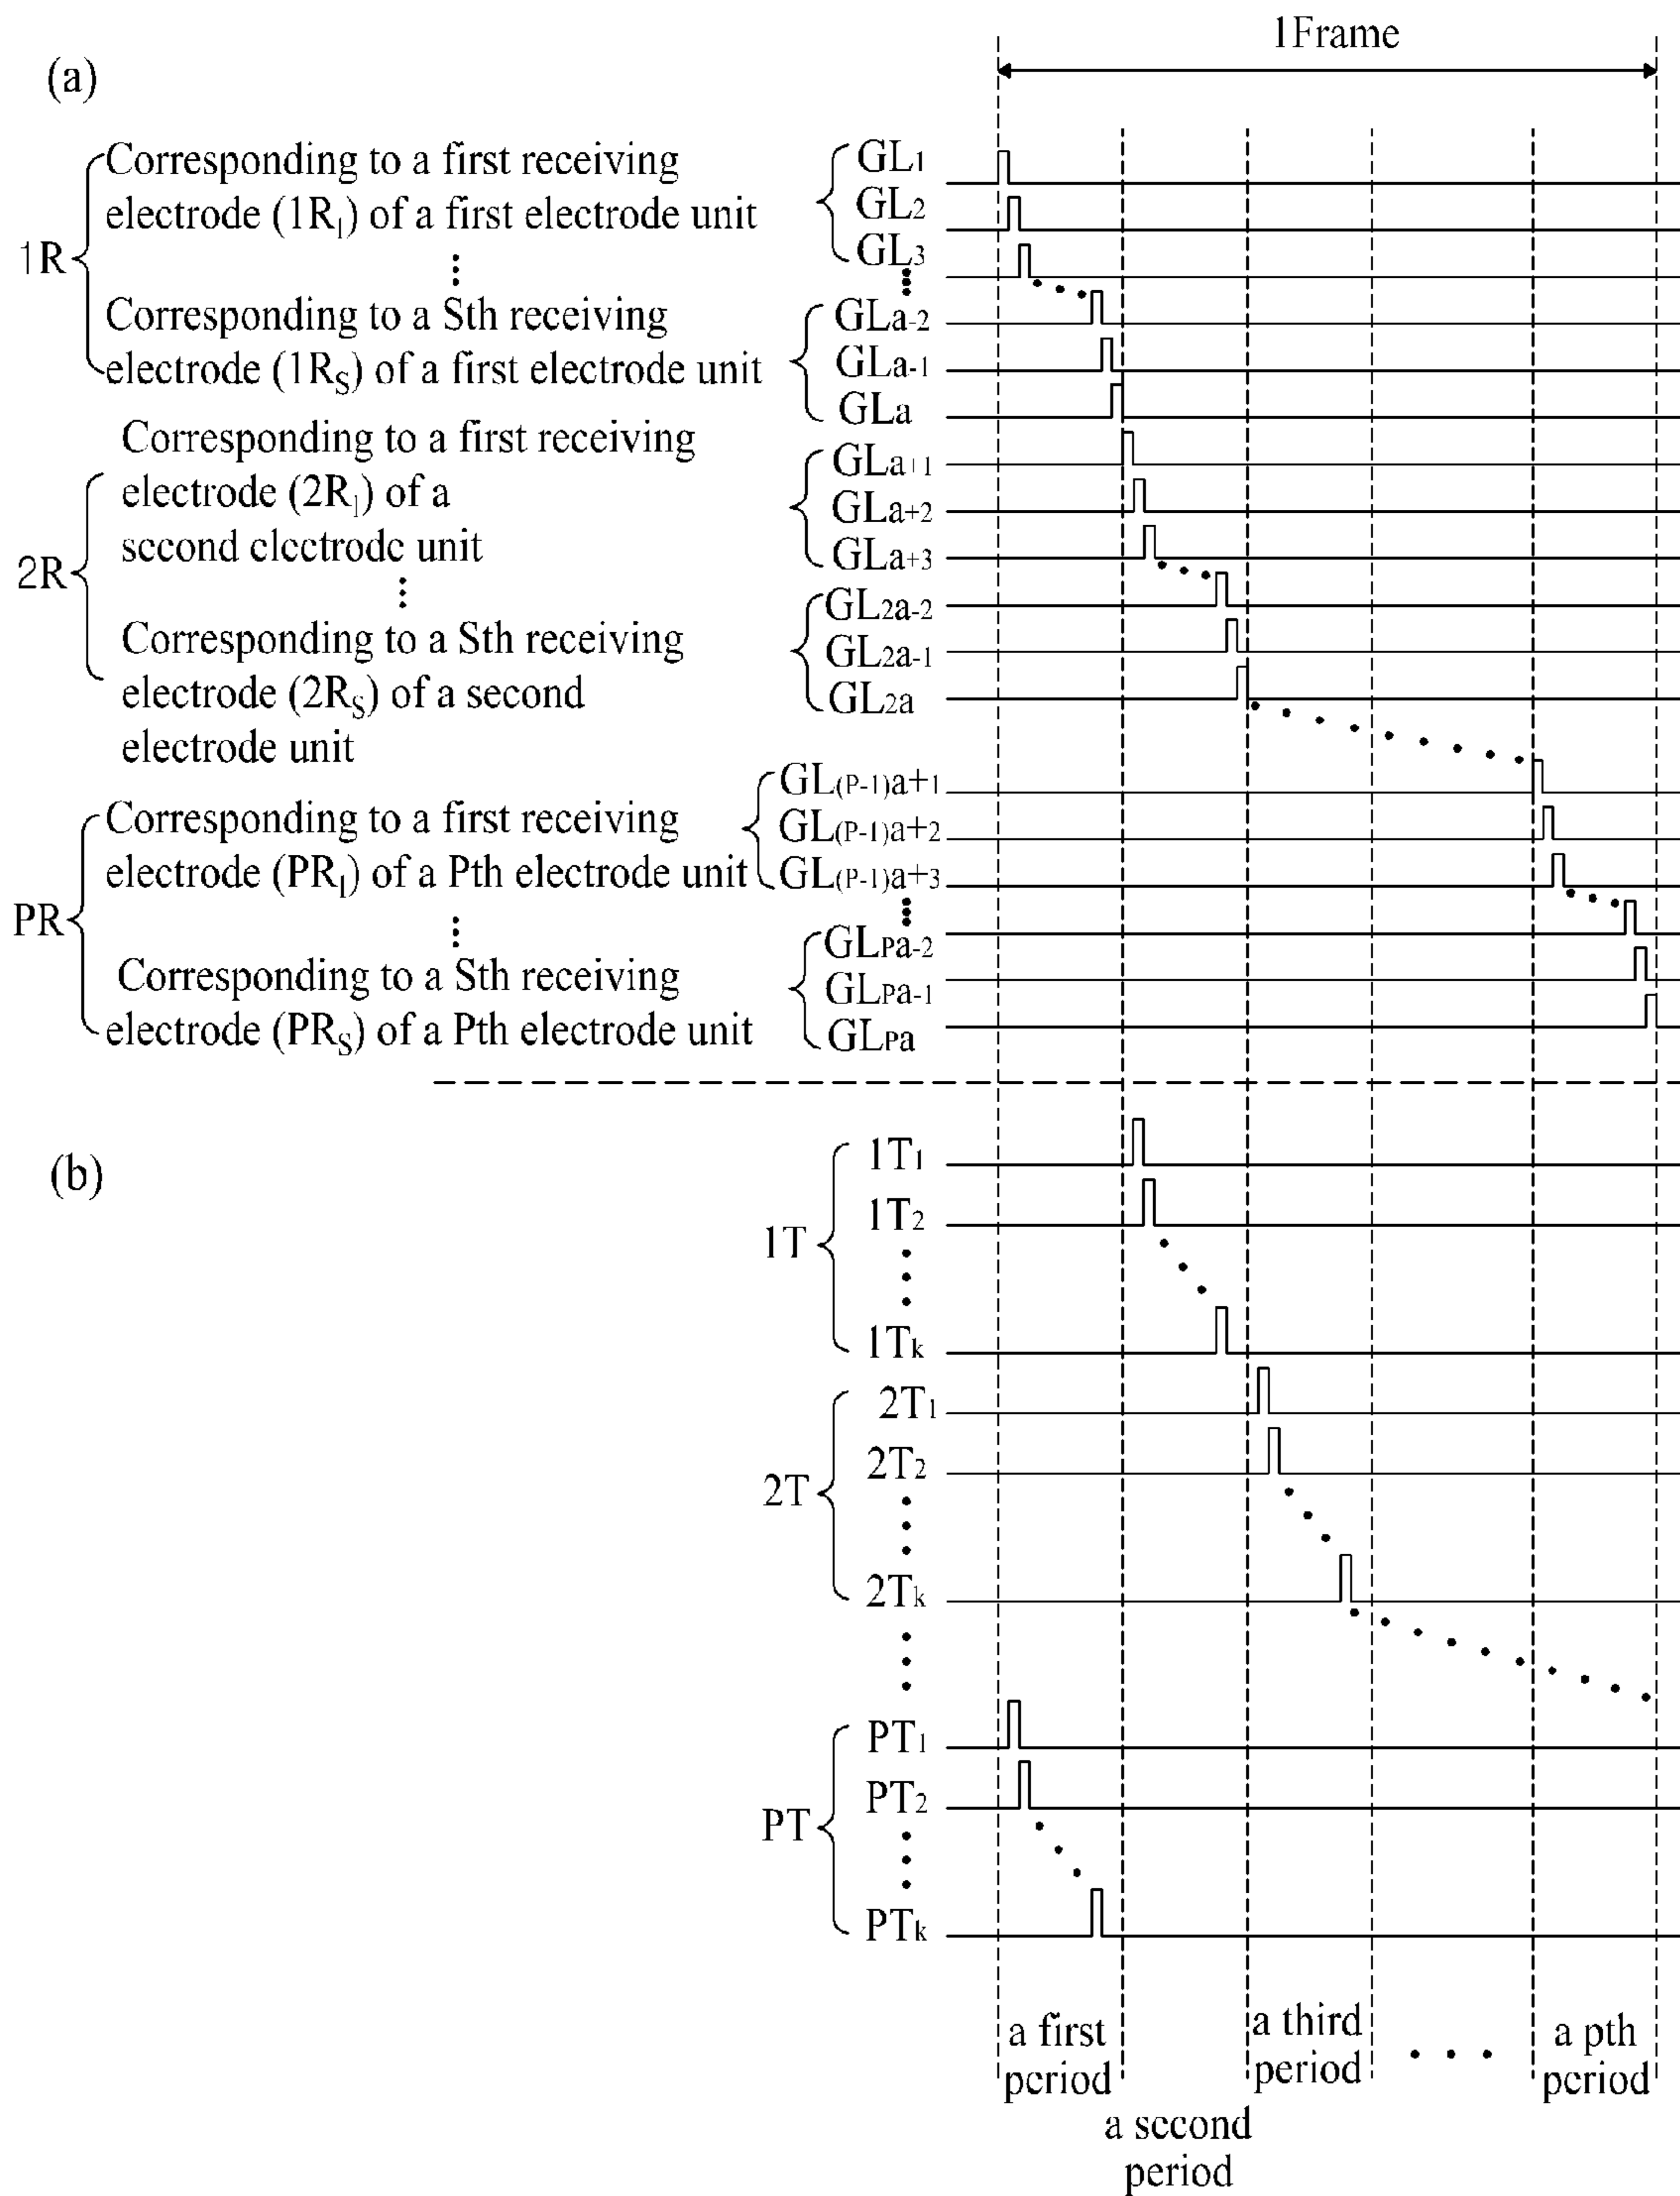 1Frame
(a)
1R
Corresponding to a first receiving
electrode (1R1) of a first electrode unit
Corresponding to a Sth receiving
electrode (1RS) of a first electrode unit
GL1
GL2
GL3
GLa-2
GLa-1
GLa
2R
Corresponding to a first receiving
electrode (2R1) of a
second electrode unit
Corresponding to a Sth receiving
electrode (2RS) of a second
electrode unit
GLa+1
GLa+2
GLa+3
GL2a-2
GL2a-1
GL2a
PR
Corresponding to a first receiving
electrode (PR1) of a Pth electrode unit
Corresponding to a Sth receiving
electrode (PRS) of a Pth electrode unit
GL(P-1)a+1
GL(P-1)a+2
GL(P-1)a+3
GLPa-2
GLPa-1
GLPa
(b)
1T
1T1
1T2
1Tk
2T
2T1
2T2
2Tk
PT
PT1
PT2
PTk
a first
period
a second
period
a third
period
a pth
period